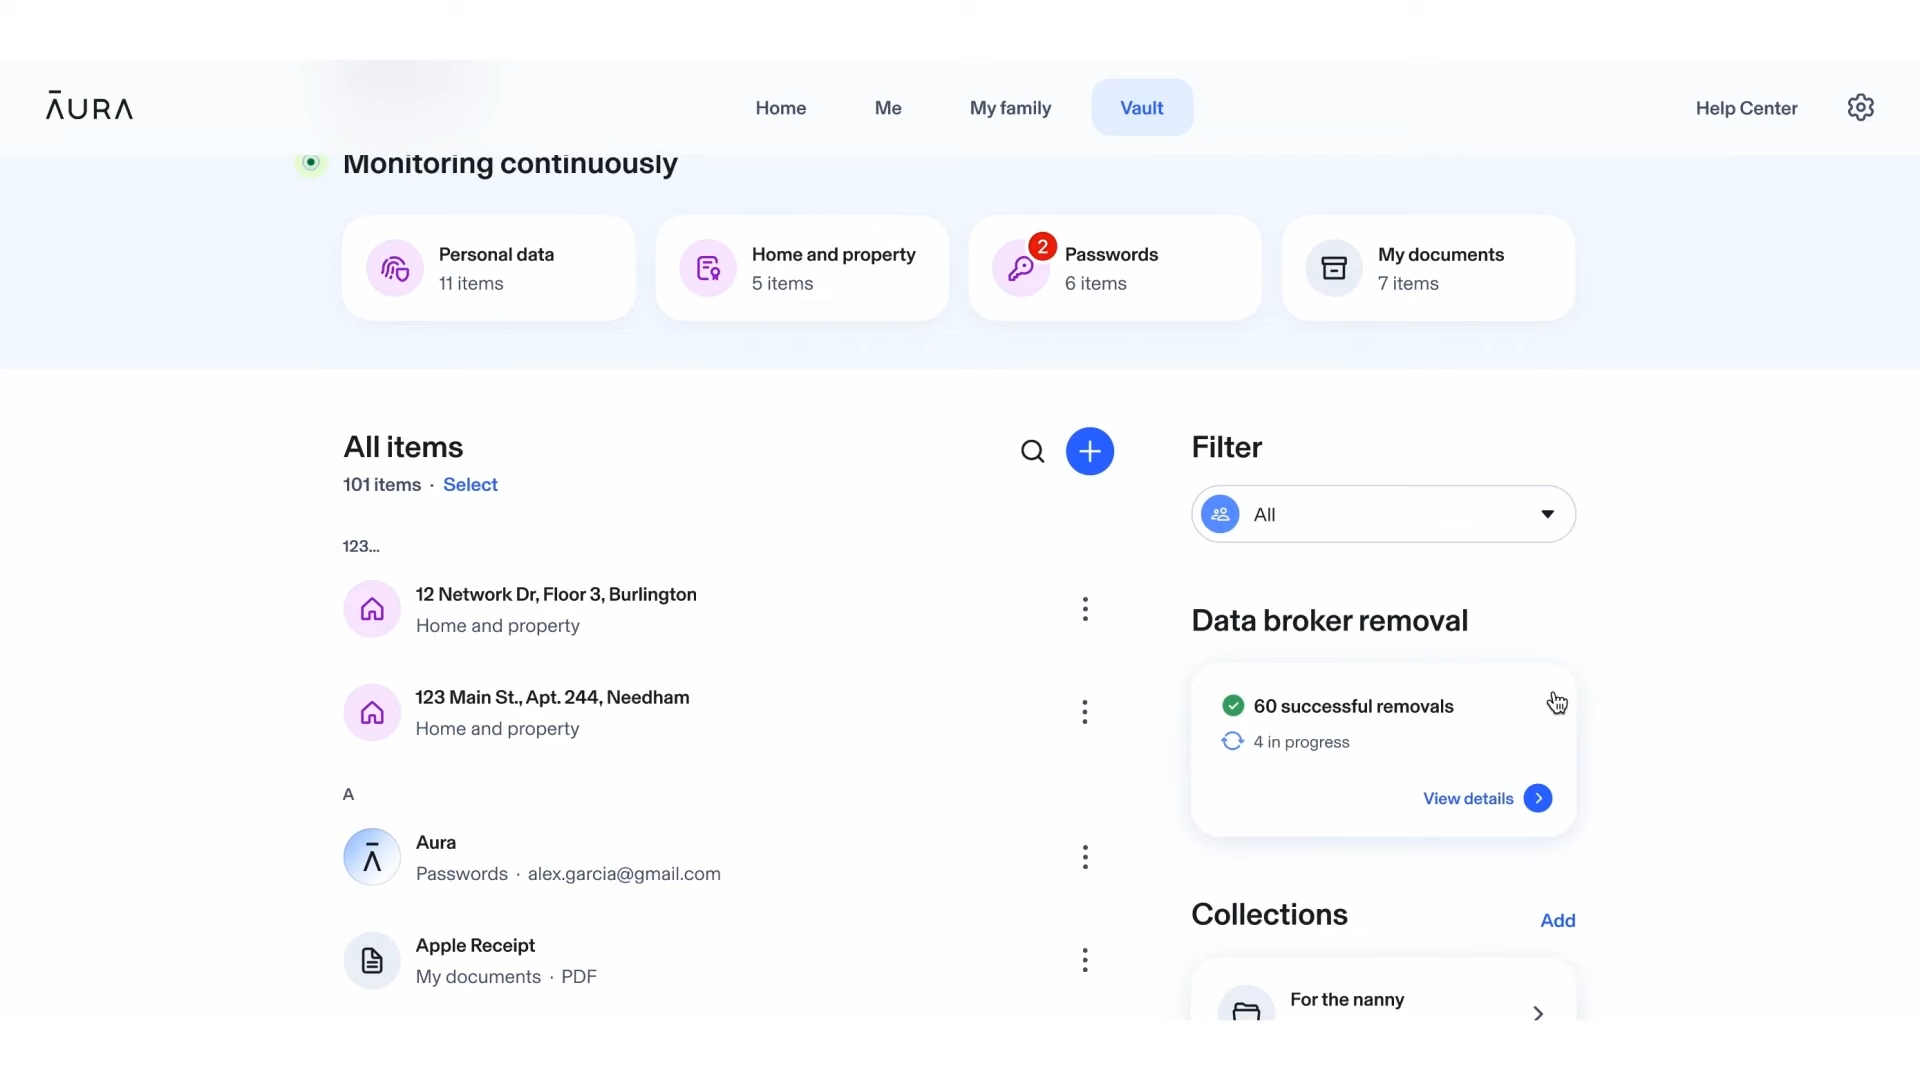 ĀURA
Home
Me
My family
Vault
Help Center
Monitoring continuously
Personal data
11 items
Home and property
5 items
2
Passwords
6 items
My documents
7 items
All items
101 items · Select
123...
12 Network Dr, Floor 3, Burlington
Home and property
123 Main St., Apt. 244, Needham
Home and property
A
Aura
Passwords · alex.garcia@gmail.com
Apple Receipt
My documents · PDF
Filter
All
Data broker removal
60 successful removals
4 in progress
View details
Collections
Add
For the nanny